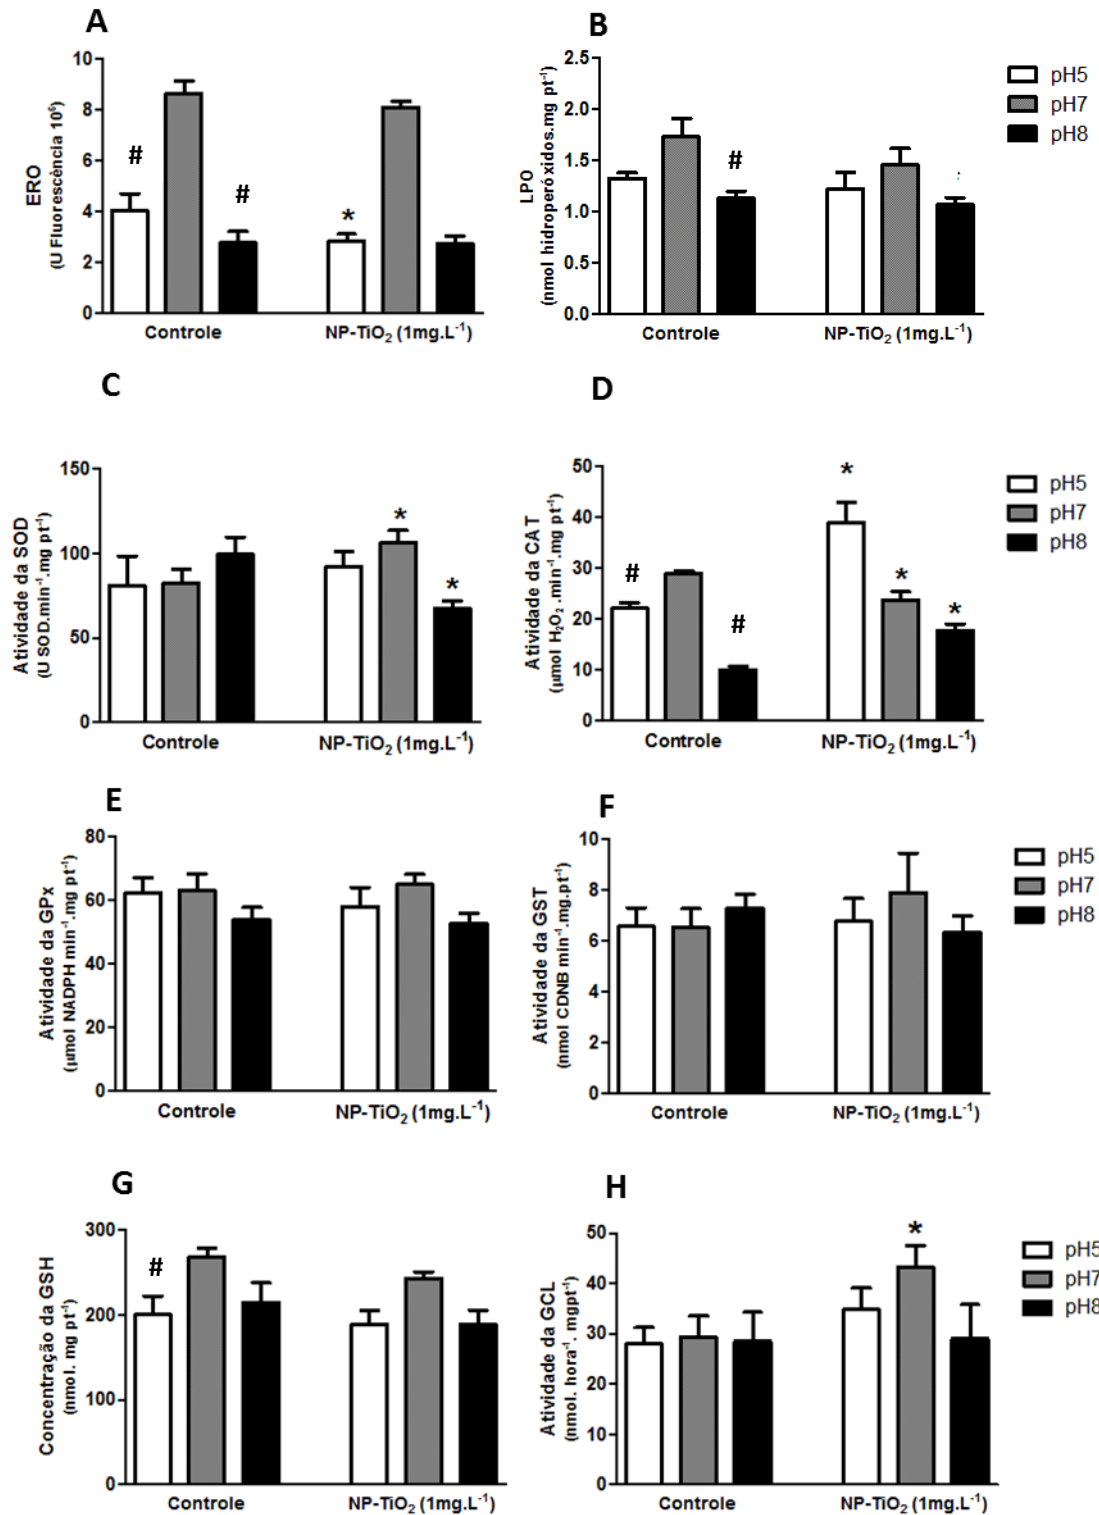 A
ERO
(U Fluorescência 10⁶)
10
8
6
4
2
0
#
#
*
Controle
NP-TiO₂ (1mg.L⁻¹)
B
LPO
(nmol hidroperóxidos.mg pt⁻¹)
2.5
2.0
1.5
1.0
0.5
0.0
#
Controle
NP-TiO₂ (1mg.L⁻¹)
pH5
pH7
pH8
C
Atividade da SOD
(U SOD.min⁻¹.mg pt⁻¹)
150
100
50
0
*
*
Controle
NP-TiO₂ (1mg.L⁻¹)
D
Atividade da CAT
(µmol H₂O₂ .min⁻¹.mg pt⁻¹)
50
40
30
20
10
0
#
#
*
*
*
Controle
NP-TiO₂ (1mg.L⁻¹)
pH5
pH7
pH8
E
Atividade da GPx
(µmol NADPH min⁻¹.mg pt⁻¹)
80
60
40
20
0
Controle
NP-TiO₂ (1mg.L⁻¹)
F
Atividade da GST
(nmol CDNB min⁻¹.mg.pt⁻¹)
10
8
6
4
2
0
Controle
NP-TiO₂ (1mg.L⁻¹)
pH5
pH7
pH8
G
Concentração da GSH
(nmol. mg pt⁻¹)
300
200
100
0
#
Controle
NP-TiO₂ (1mg.L⁻¹)
H
Atividade da GCL
(nmol. hora⁻¹. mgpt⁻¹)
50
40
30
20
10
0
*
Controle
NP-TiO₂ (1mg.L⁻¹)
pH5
pH7
pH8